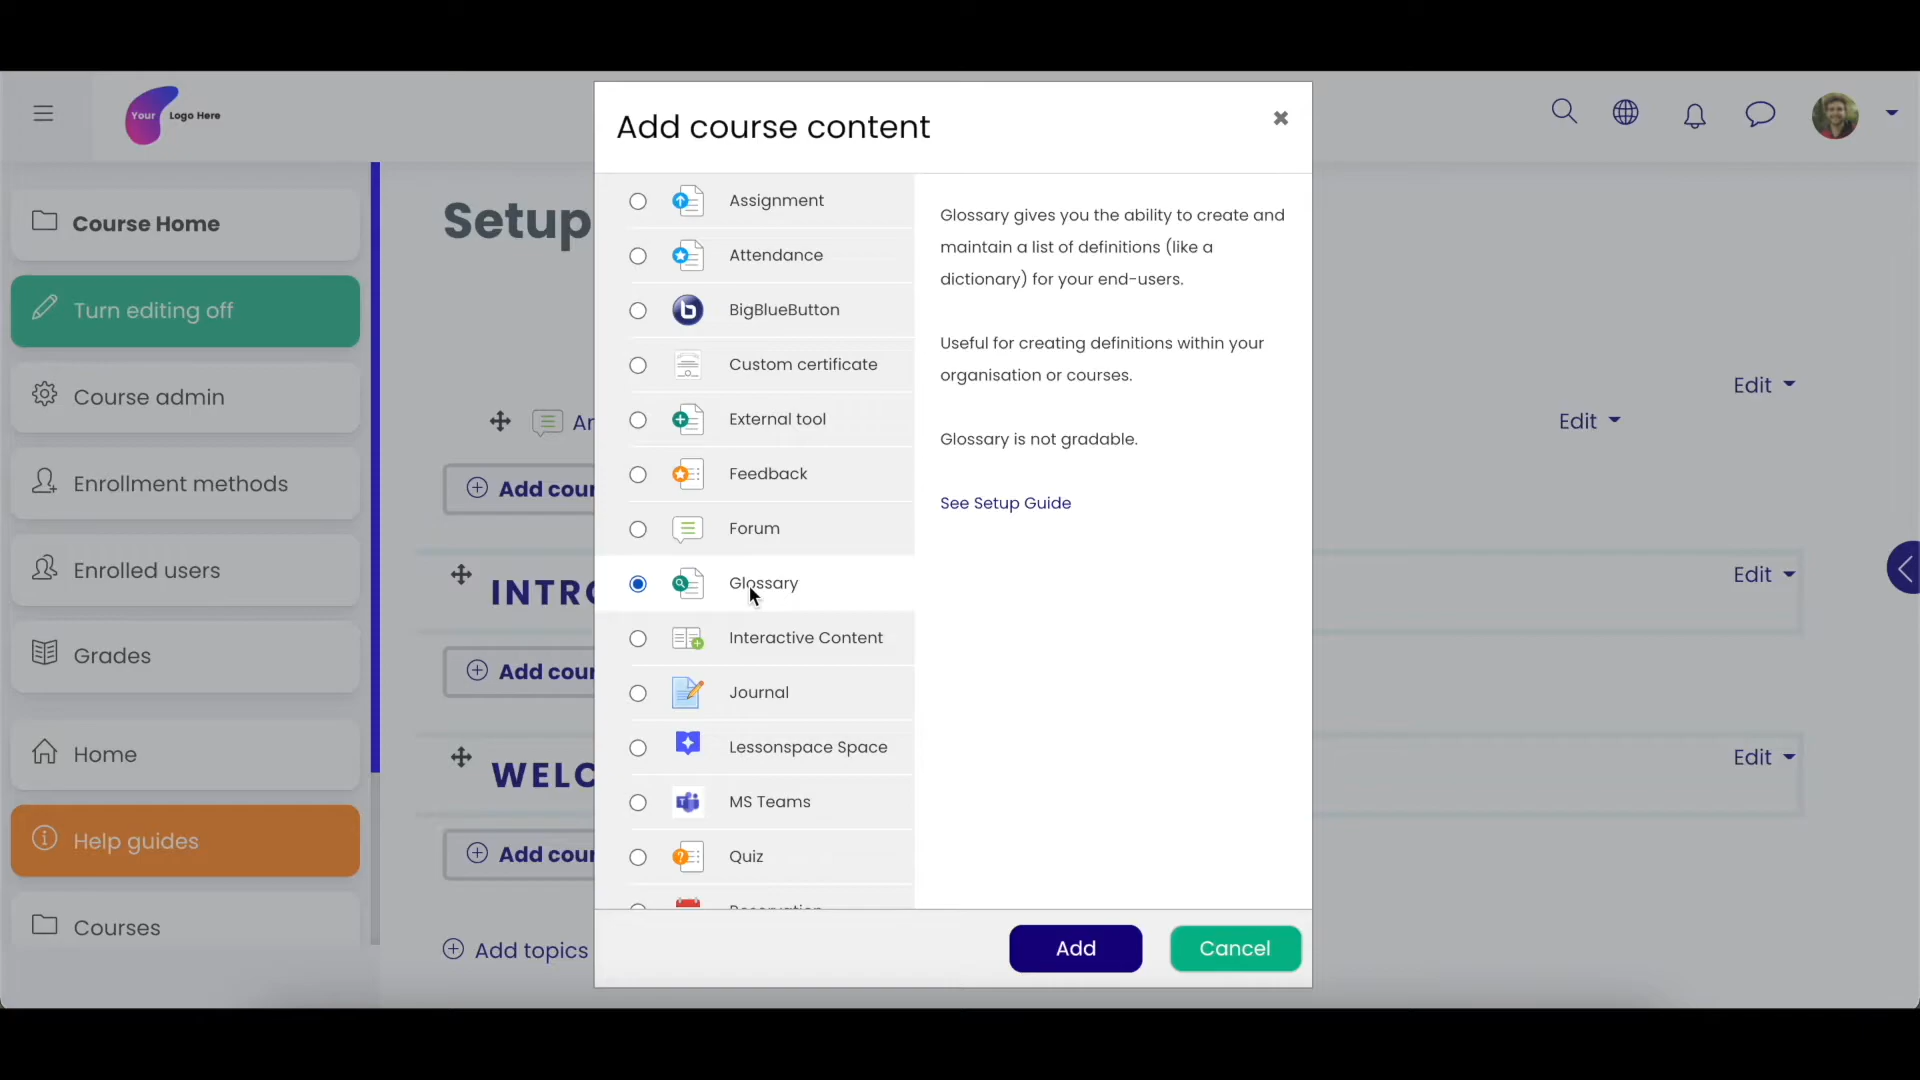 Your Logo Here
Course Home
Turn editing off
Course admin
Enrollment methods
Enrolled users
Grades
Home
Help guides
Courses
Setup
Edit
Edit
Add cour
INTRO
Edit
Add cour
WELC
Edit
Add cour
Add topics
Add course content
Assignment
Attendance
BigBlueButton
Custom certificate
External tool
Feedback
Forum
Glossary
Interactive Content
Journal
Lessonspace Space
MS Teams
Quiz
Glossary gives you the ability to create and
maintain a list of definitions (like a
dictionary) for your end-users.
Useful for creating definitions within your
organisation or courses.
Glossary is not gradable.
See Setup Guide
Add
Cancel